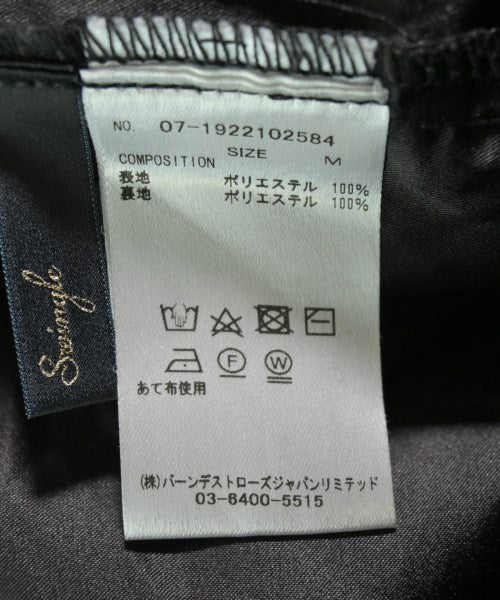 NO. 07-1922102584
SIZE M
COMPOSITION
表地 ポリエステル 100%
裏地 ポリエステル 100%
F W
あて布使用
(株)バーンデストローズジャパンリミテッド
03-6400-5515
Swingle